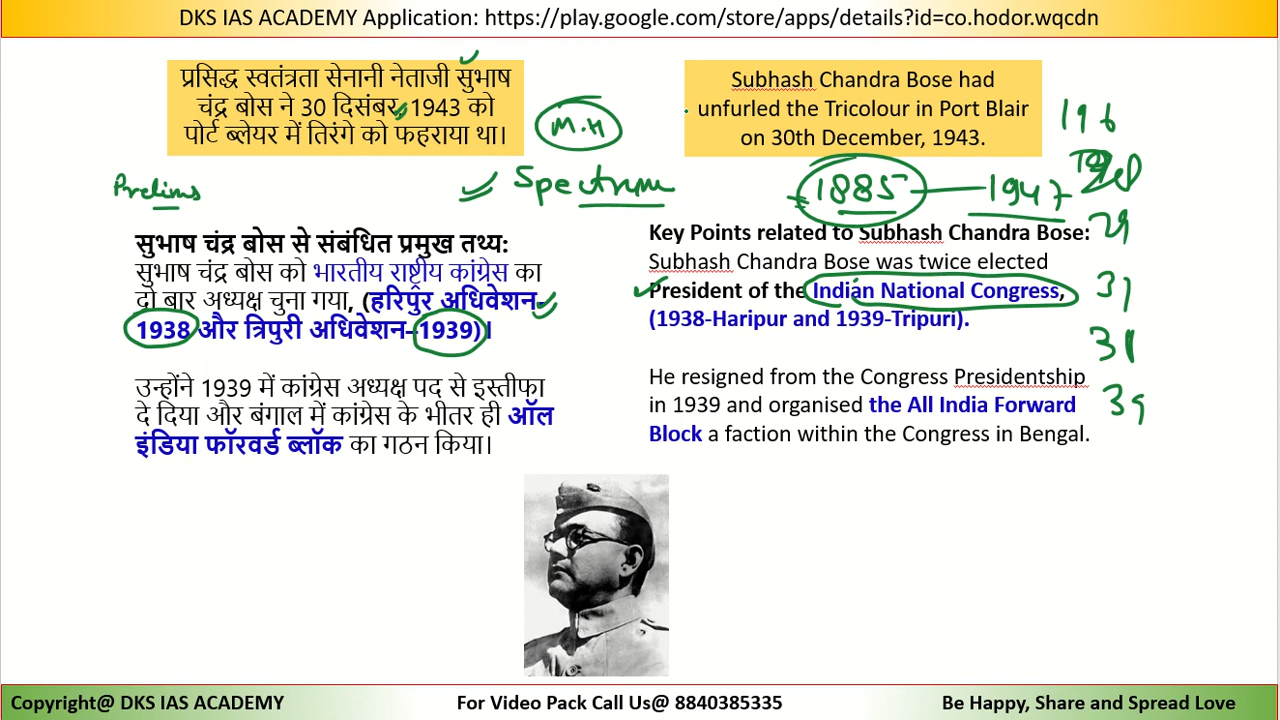 DKS IAS ACADEMY Application: https://play.google.com/store/apps/details?id=co.hodor.wqcdn
प्रसिद्ध स्वतंत्रता सेनानी नेताजी सुभाष
चंद्र बोस ने 30 दिसंबर, 1943 को
पोर्ट ब्लेयर में तिरंगे को फहराया था।
M.H
Subhash Chandra Bose had
unfurled the Tricolour in Port Blair
on 30th December, 1943.
Prelims
Spectrum
1885 — 1947
सुभाष चंद्र बोस से संबंधित प्रमुख तथ्य:
सुभाष चंद्र बोस को भारतीय राष्ट्रीय कांग्रेस का
दो बार अध्यक्ष चुना गया, (हरिपुर अधिवेशन-
1938 और त्रिपुरी अधिवेशन–1939)।
उन्होंने 1939 में कांग्रेस अध्यक्ष पद से इस्तीफा
दे दिया और बंगाल में कांग्रेस के भीतर ही ऑल
इंडिया फॉरवर्ड ब्लॉक का गठन किया।
Key Points related to Subhash Chandra Bose:
Subhash Chandra Bose was twice elected
President of the Indian National Congress,
(1938-Haripur and 1939-Tripuri).
He resigned from the Congress Presidentship
in 1939 and organised the All India Forward
Block a faction within the Congress in Bengal.
196
29
31
39
Copyright@ DKS IAS ACADEMY
For Video Pack Call Us@ 8840385335
Be Happy, Share and Spread Love